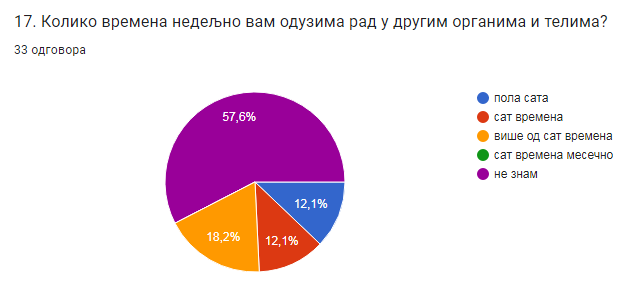 17. Колико времена недељно вам одузима рад у другим органима и телима?
33 одговора
57,6%
12,1%
12,1%
18,2%
пола сата
сат времена
више од сат времена
сат времена месечно
не знам